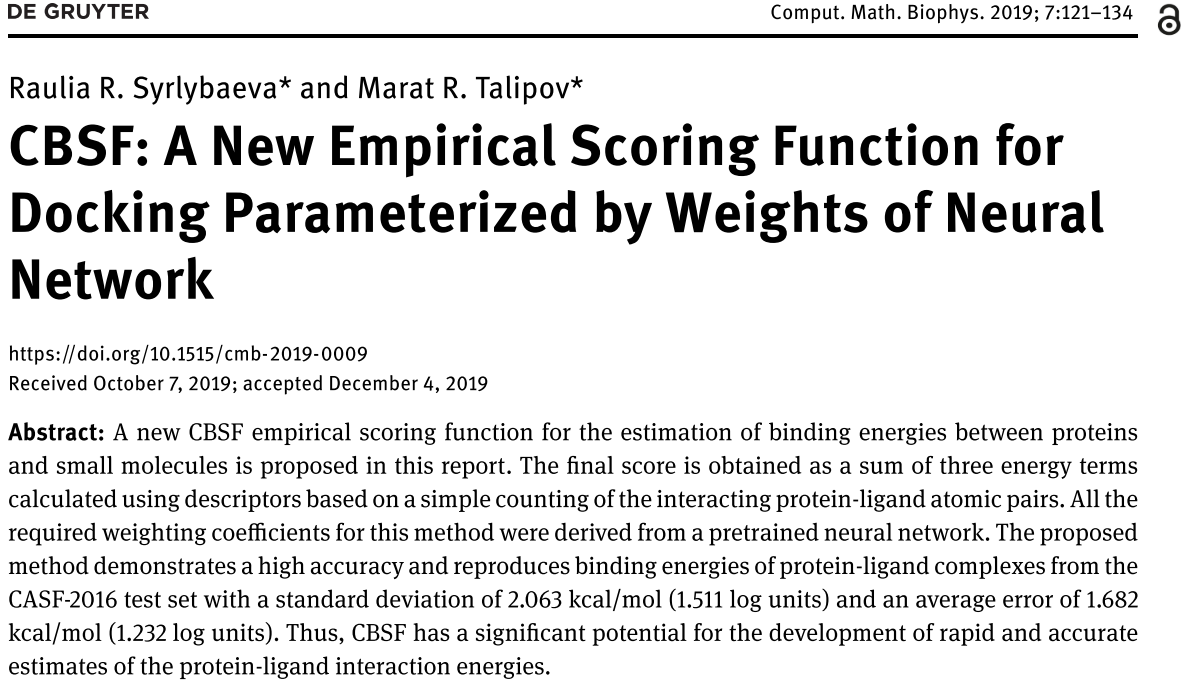 DE GRUYTER
Comput. Math. Biophys. 2019; 7:121–134
Raulia R. Syrlybaeva* and Marat R. Talipov*
CBSF: A New Empirical Scoring Function for
Docking Parameterized by Weights of Neural
Network
https://doi.org/10.1515/cmb-2019-0009
Received October 7, 2019; accepted December 4, 2019
Abstract: A new CBSF empirical scoring function for the estimation of binding energies between proteins
and small molecules is proposed in this report. The final score is obtained as a sum of three energy terms
calculated using descriptors based on a simple counting of the interacting protein-ligand atomic pairs. All the
required weighting coefficients for this method were derived from a pretrained neural network. The proposed
method demonstrates a high accuracy and reproduces binding energies of protein-ligand complexes from the
CASF-2016 test set with a standard deviation of 2.063 kcal/mol (1.511 log units) and an average error of 1.682
kcal/mol (1.232 log units). Thus, CBSF has a significant potential for the development of rapid and accurate
estimates of the protein-ligand interaction energies.